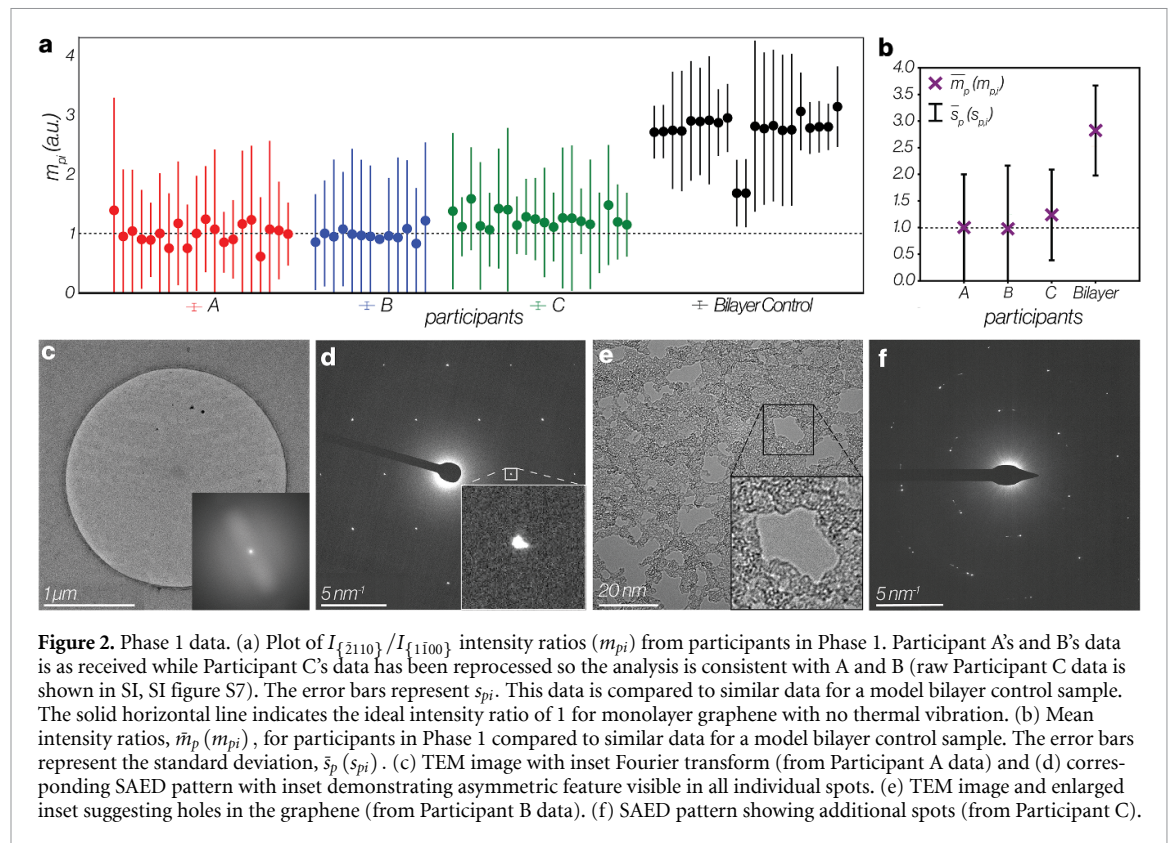 a
4
3
2
1
0
m_pi (a.u.)
A
B
C
Bilayer Control
participants
b
4.0
3.5
3.0
2.5
2.0
1.5
1.0
0.5
0.0
m̄_p (m_p,i)
s̄_p (s_p,i)
A
B
C
Bilayer
participants
c
1 μm
d
5 nm⁻¹
e
20 nm
f
5 nm⁻¹
Figure 2. Phase 1 data. (a) Plot of I_{2̄110}/I_{11̄00} intensity ratios (m_pi) from participants in Phase 1. Participant A's and B's data
is as received while Participant C's data has been reprocessed so the analysis is consistent with A and B (raw Participant C data is
shown in SI, SI figure S7). The error bars represent s_pi. This data is compared to similar data for a model bilayer control sample.
The solid horizontal line indicates the ideal intensity ratio of 1 for monolayer graphene with no thermal vibration. (b) Mean
intensity ratios, m̄_p (m_pi), for participants in Phase 1 compared to similar data for a model bilayer control sample. The error bars
represent the standard deviation, s̄_p (s_pi). (c) TEM image with inset Fourier transform (from Participant A data) and (d) corres-
ponding SAED pattern with inset demonstrating asymmetric feature visible in all individual spots. (e) TEM image and enlarged
inset suggesting holes in the graphene (from Participant B data). (f) SAED pattern showing additional spots (from Participant C).